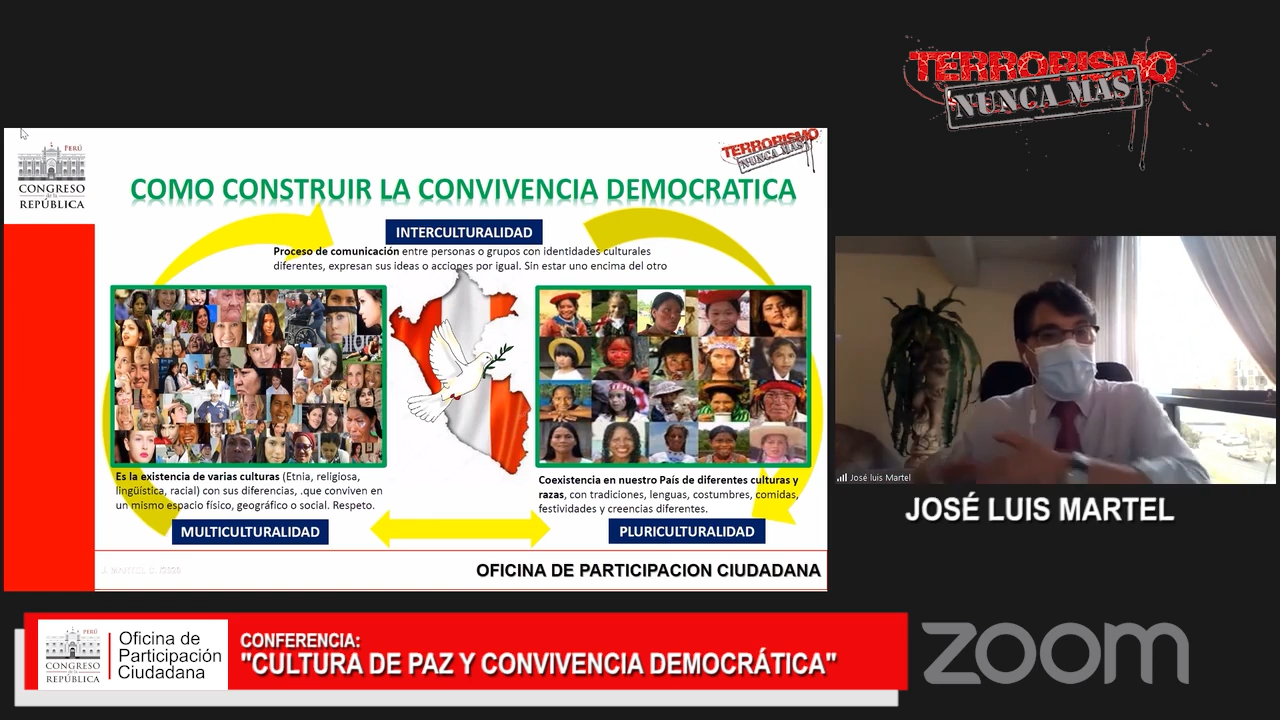 TERRORISMO
NUNCA MÁS
PERÚ
CONGRESO
de la
REPÚBLICA
TERRORISMO
NUNCA MÁS
COMO CONSTRUIR LA CONVIVENCIA DEMOCRATICA
INTERCULTURALIDAD
Proceso de comunicación entre personas o grupos con identidades culturales
diferentes, expresan sus ideas o acciones por igual. Sin estar uno encima del otro
Es la existencia de varias culturas (Etnia, religiosa,
lingüística, racial) con sus diferencias, .que conviven en
un mismo espacio físico, geográfico o social. Respeto.
MULTICULTURALIDAD
Coexistencia en nuestro País de diferentes culturas y
razas, con tradiciones, lenguas, costumbres, comidas,
festividades y creencias diferentes.
PLURICULTURALIDAD
OFICINA DE PARTICIPACION CIUDADANA
José luis Martel
JOSÉ LUIS MARTEL
PERÚ
CONGRESO
de la
REPÚBLICA
Oficina de
Participación
Ciudadana
CONFERENCIA:
"CULTURA DE PAZ Y CONVIVENCIA DEMOCRÁTICA"
zoom